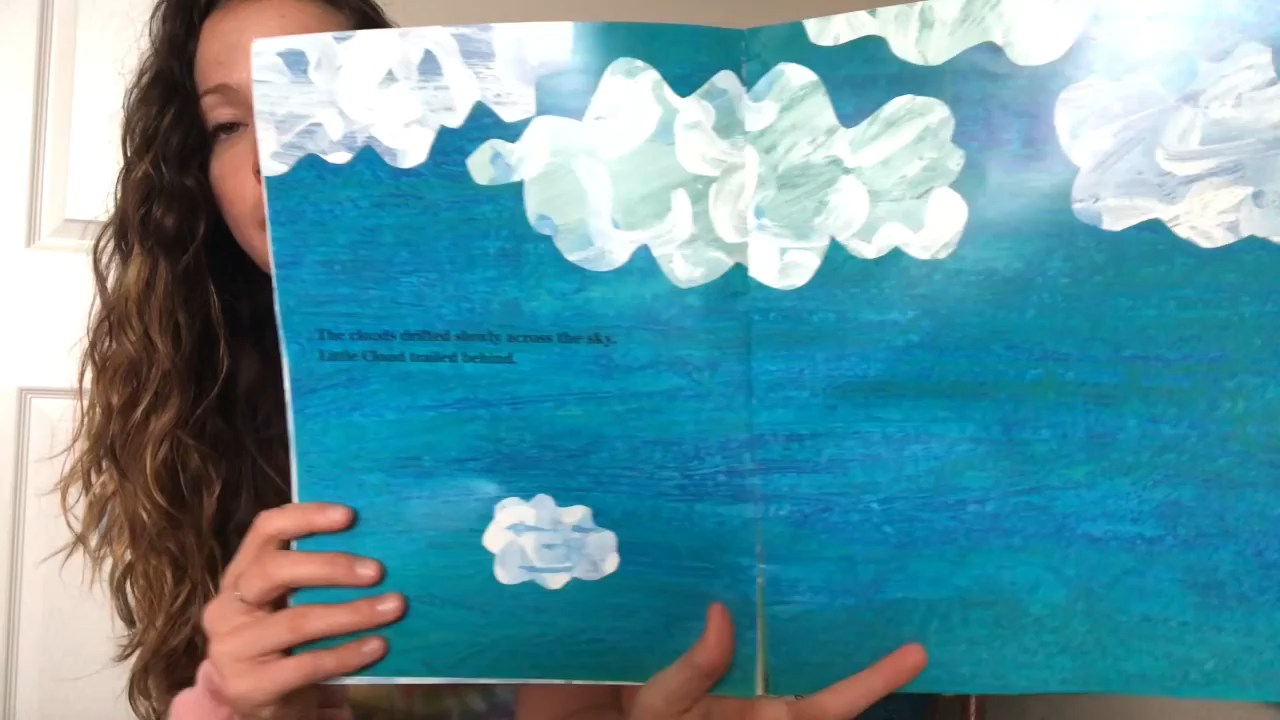 The clouds drifted slowly across the sky.
Little Cloud trailed behind.